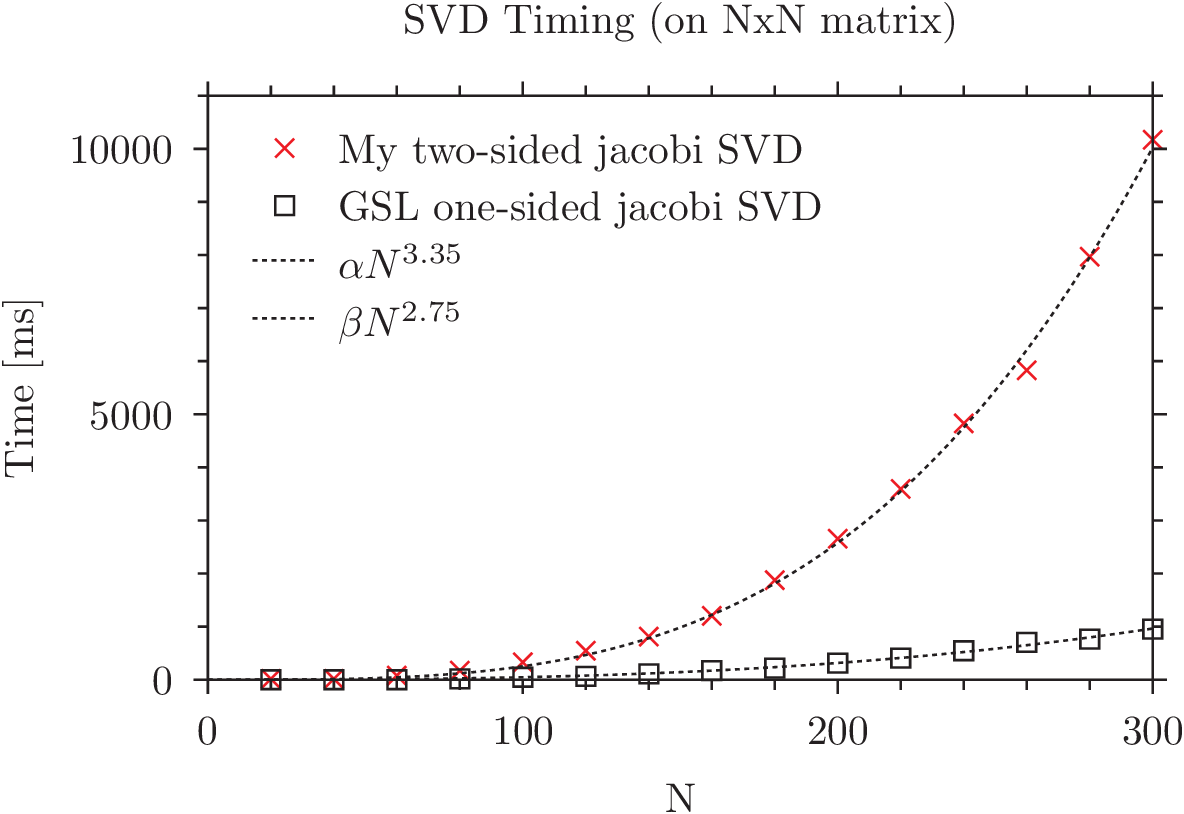 SVD Timing (on NxN matrix)
10000
5000
0
Time [ms]
My two-sided jacobi SVD
GSL one-sided jacobi SVD
αN^3.35
βN^2.75
0 100 200 300
N